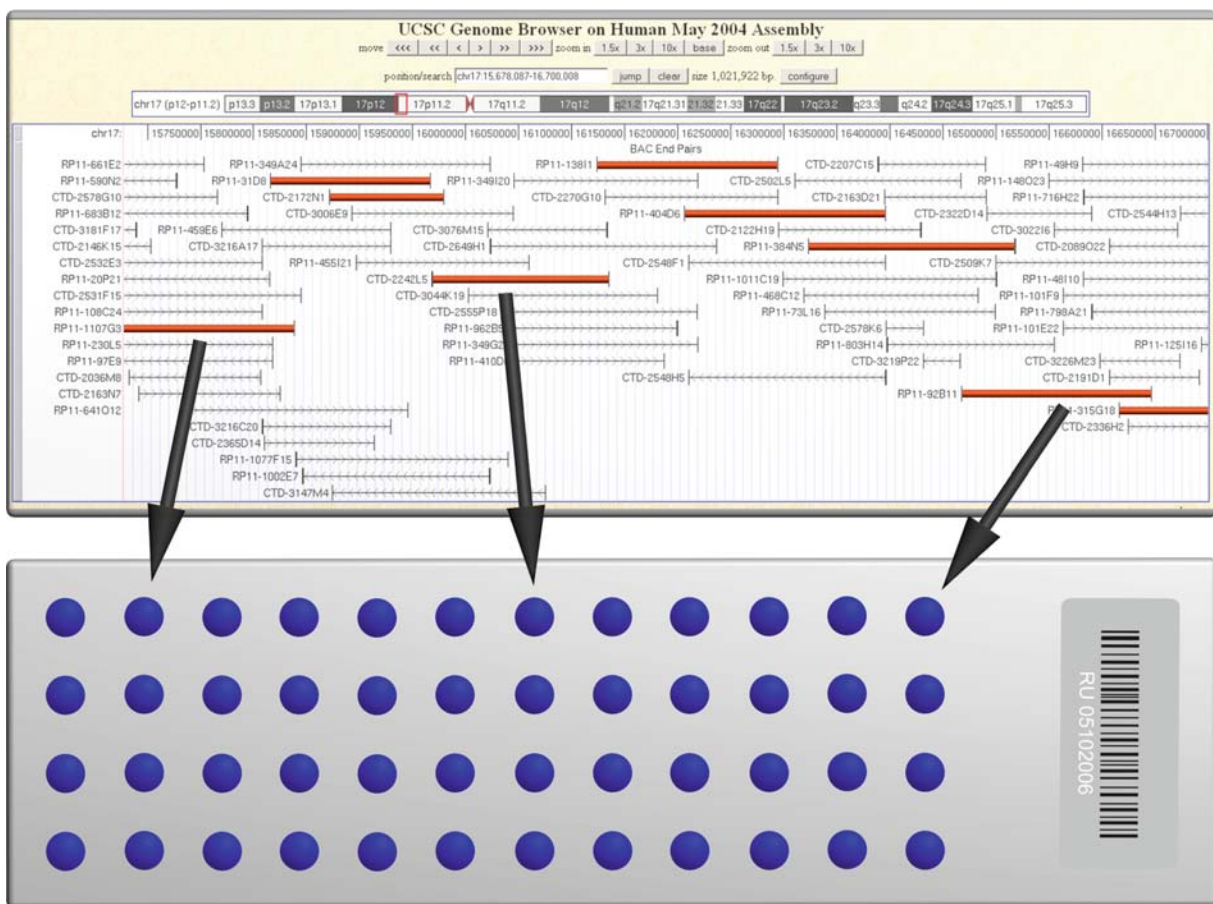 UCSC Genome Browser on Human May 2004 Assembly
move <<< << < > >> >>> zoom in 1.5x 3x 10x base zoom out 1.5x 3x 10x
position/search chr17:15,678,087-16,700,008 jump clear size 1,021,922 bp. configure
chr17 (p12-p11.2) p13.3 p13.2 17p13.1 17p12 17p11.2 17q11.2 17q12 q21.2 17q21.31 21.32 21.33 17q22 17q23.2 q23.3 q24.2 17q24.3 17q25.1 17q25.3
chr17: 15750000 15800000 15850000 15900000 15950000 16000000 16050000 16100000 16150000 16200000 16250000 16300000 16350000 16400000 16450000 16500000 16550000 16600000 16650000 16700000
BAC End Pairs
RP11-661E2 RP11-349A24 RP11-138I1 CTD-2207C15 RP11-49H9
RP11-590N2 RP11-31D8 RP11-349I20 CTD-2502L5 RP11-148O23
CTD-2578G10 CTD-2172N1 CTD-2270G10 CTD-2163D21 RP11-716H22
RP11-683B12 CTD-3006E9 RP11-404D6 CTD-2322D14 CTD-2544H13
CTD-3181F17 RP11-459E6 CTD-3076M15 CTD-2122H19 CTD-3022I6
CTD-2146K15 CTD-3216A17 CTD-2649H1 RP11-384N5 CTD-2089O22
CTD-2532E3 RP11-455I21 CTD-2548F1 CTD-2509K7
RP11-20P21 CTD-2242L5 RP11-1011C19 RP11-48I10
CTD-2531F15 CTD-3044K19 RP11-468C12 RP11-101F9
RP11-108C24 CTD-2555P18 RP11-73L16 RP11-798A21
RP11-1107G3 RP11-962B CTD-2578K6 RP11-101E22
RP11-230L5 RP11-349G2 RP11-803H14 RP11-125I16
RP11-97E9 RP11-410D CTD-3219P22 CTD-3226M23
CTD-2036M8 CTD-2548H5 CTD-2191D1
CTD-2163N7 RP11-92B11
RP11-641O12 1-315G18
CTD-3216C20 CTD-2336H2
CTD-2365D14
RP11-1077F15
RP11-1002E7
CTD-3147M4
RU 05102006